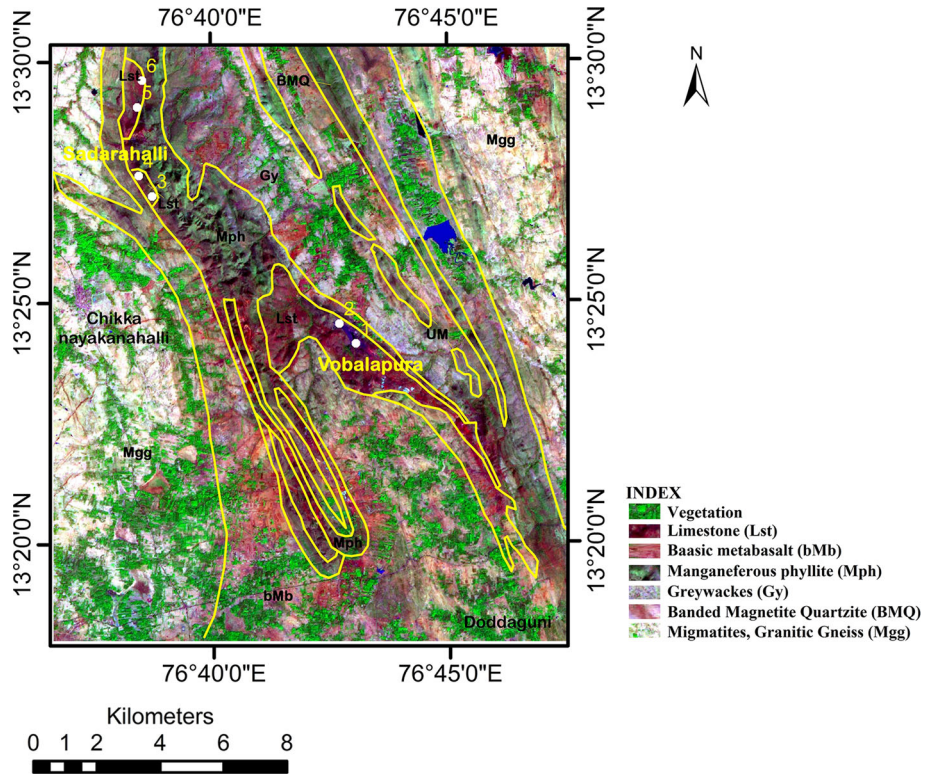 76°40'0"E
76°45'0"E
N
13°30'0"N
13°30'0"N
6
Lst
BMQ
5
Mgg
Sadarahalli
4
Gy
3
Lst
Mph
13°25'0"N
13°25'0"N
2
Chikka
nayakanahalli
Lst
1
UM
Vobalapura
Mgg
INDEX
Vegetation
Limestone (Lst)
Baasic metabasalt (bMb)
Manganeferous phyllite (Mph)
Greywackes (Gy)
Banded Magnetite Quartzite (BMQ)
Migmatites, Granitic Gneiss (Mgg)
13°20'0"N
13°20'0"N
Mph
bMb
Doddaguni
76°40'0"E
76°45'0"E
Kilometers
0 1 2 4 6 8